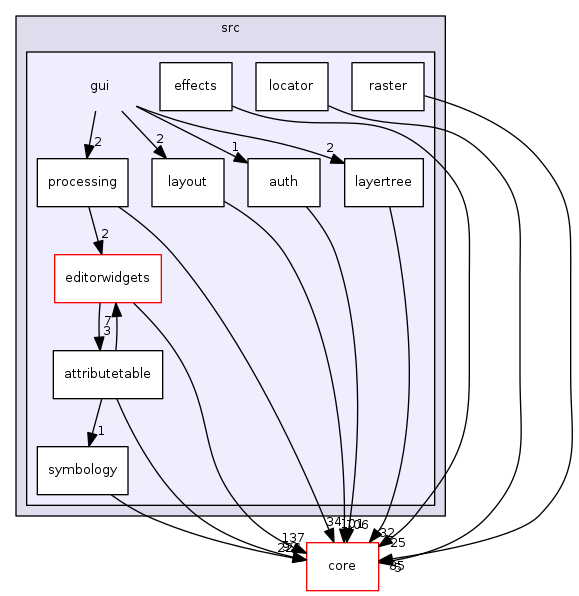 src
gui
effects
locator
raster
2
2
1
2
processing
layout
auth
layertree
2
editorwidgets
7
3
attributetable
1
symbology
34
32
25
137
core